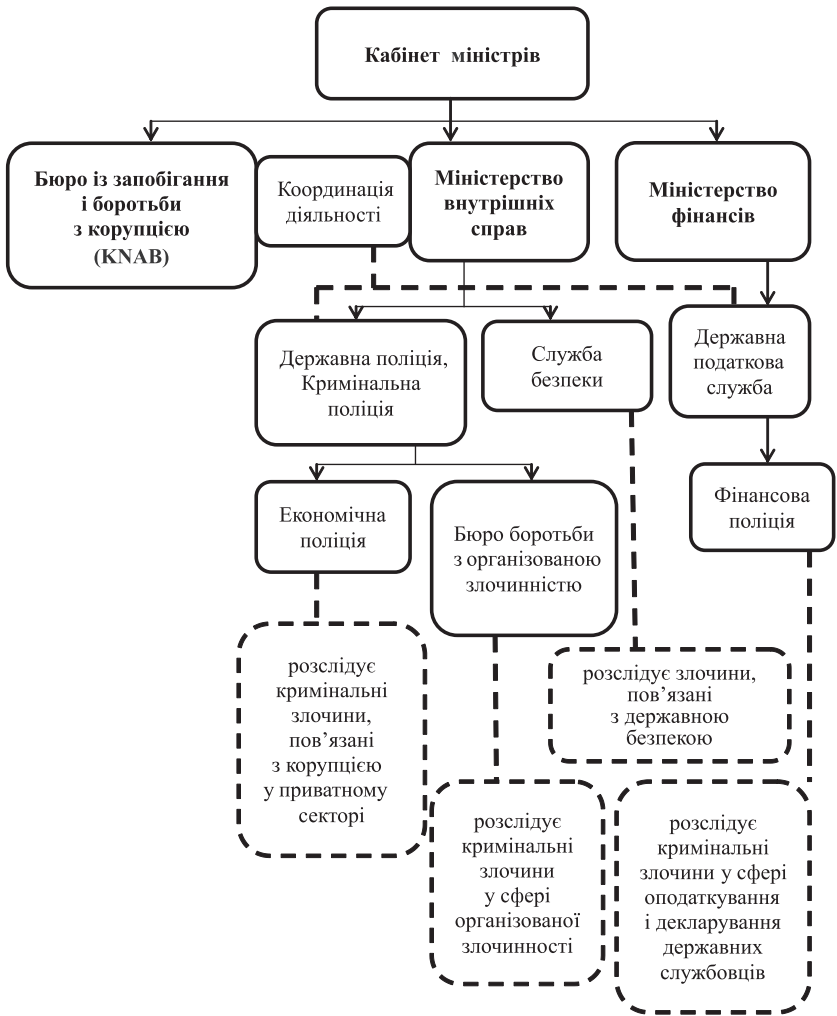 Кабінет міністрів
Бюро із запобігання
і боротьби
з корупцією
(KNAB)
Координація
діяльності
Міністерство
внутрішніх
справ
Міністерство
фінансів
Державна поліція,
Кримінальна
поліція
Служба
безпеки
Державна
податкова
служба
Економічна
поліція
Бюро боротьби
з організованою
злочинністю
Фінансова
поліція
розслідує
кримінальні
злочини,
пов’язані
з корупцією
у приватному
секторі
розслідує злочини,
пов’язані
з державною
безпекою
розслідує
кримінальні
злочини
у сфері
організованої
злочинності
розслідує
кримінальні
злочини у сфері
оподаткування
і декларування
державних
службовців